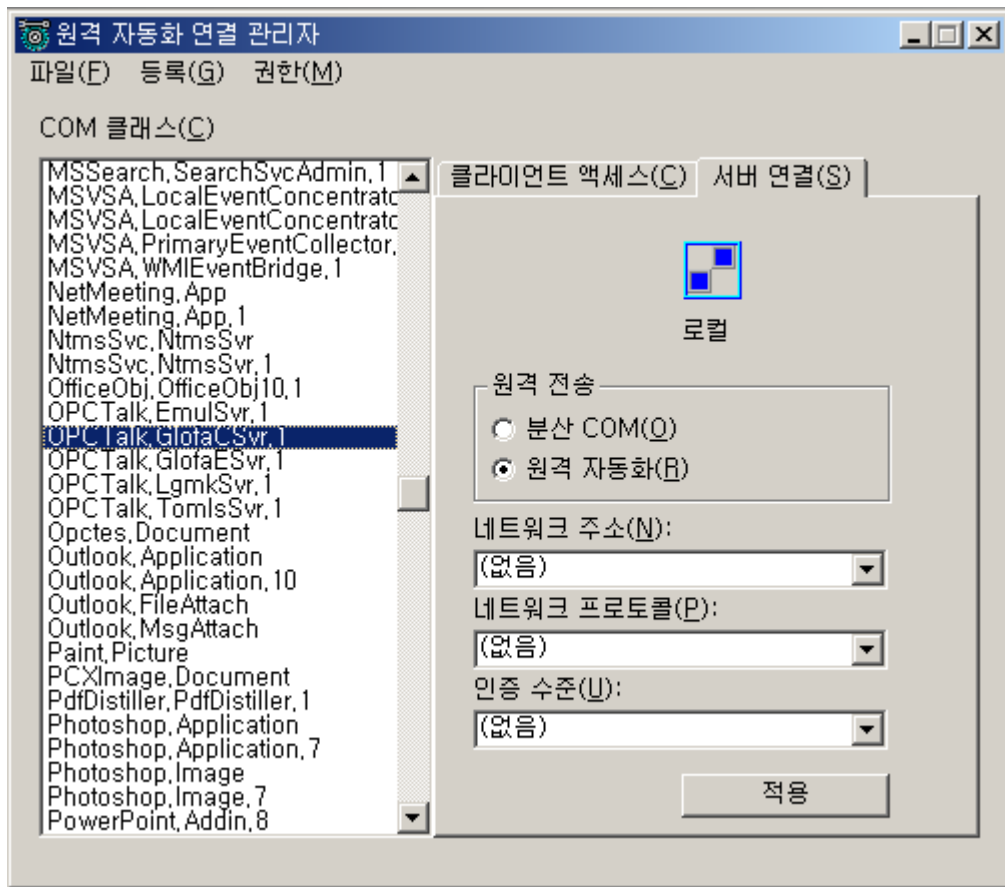 원격 자동화 연결 관리자
파일(F) 등록(G) 권한(M)
COM 클래스(C)
MSSearch.SearchSvcAdmin.1
MSVSA.LocalEventConcentratc
MSVSA.LocalEventConcentratc
MSVSA.PrimaryEventCollector.
MSVSA.WMIEventBridge.1
NetMeeting.App
NetMeeting.App.1
NtmsSvc.NtmsSvr
NtmsSvc.NtmsSvr.1
OfficeObj.OfficeObj10.1
OPCTalk.EmulSvr.1
OPCTalk.GlofaCSvr.1
OPCTalk.GlofaESvr.1
OPCTalk.LgmkSvr.1
OPCTalk.TomlsSvr.1
Opctes.Document
Outlook.Application
Outlook.Application.10
Outlook.FileAttach
Outlook.MsgAttach
Paint.Picture
PCXImage.Document
PdfDistiller.PdfDistiller.1
Photoshop.Application
Photoshop.Application.7
Photoshop.Image
Photoshop.Image.7
PowerPoint.Addin.8
클라이언트 액세스(C) 서버 연결(S)
로컬
원격 전송
분산 COM(O)
원격 자동화(R)
네트워크 주소(N):
(없음)
네트워크 프로토콜(P):
(없음)
인증 수준(U):
(없음)
적용